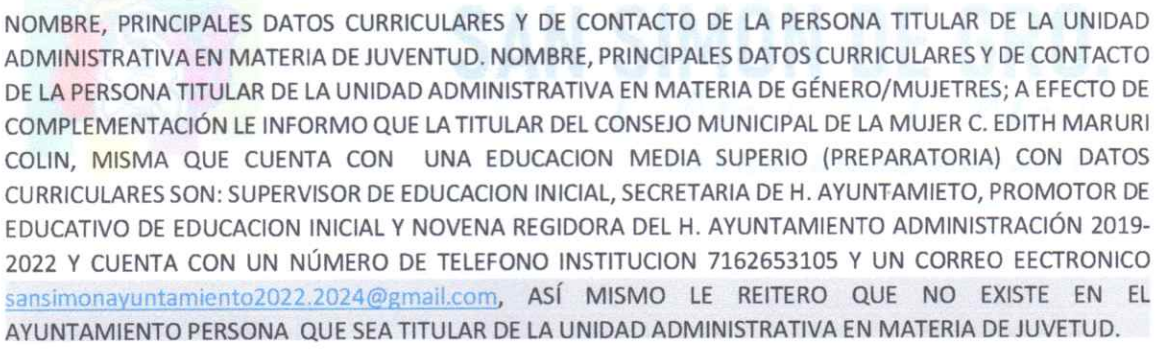 NOMBRE, PRINCIPALES DATOS CURRICULARES Y DE CONTACTO DE LA PERSONA TITULAR DE LA UNIDAD
ADMINISTRATIVA EN MATERIA DE JUVENTUD. NOMBRE, PRINCIPALES DATOS CURRICULARES Y DE CONTACTO
DE LA PERSONA TITULAR DE LA UNIDAD ADMINISTRATIVA EN MATERIA DE GÉNERO/MUJETRES; A EFECTO DE
COMPLEMENTACIÓN LE INFORMO QUE LA TITULAR DEL CONSEJO MUNICIPAL DE LA MUJER C. EDITH MARURI
COLIN, MISMA QUE CUENTA CON UNA EDUCACION MEDIA SUPERIO (PREPARATORIA) CON DATOS
CURRICULARES SON: SUPERVISOR DE EDUCACION INICIAL, SECRETARIA DE H. AYUNTAMIETO, PROMOTOR DE
EDUCATIVO DE EDUCACION INICIAL Y NOVENA REGIDORA DEL H. AYUNTAMIENTO ADMINISTRACIÓN 2019-
2022 Y CUENTA CON UN NÚMERO DE TELEFONO INSTITUCION 7162653105 Y UN CORREO EECTRONICO
sansimonayuntamiento2022.2024@gmail.com, ASÍ MISMO LE REITERO QUE NO EXISTE EN EL
AYUNTAMIENTO PERSONA QUE SEA TITULAR DE LA UNIDAD ADMINISTRATIVA EN MATERIA DE JUVETUD.